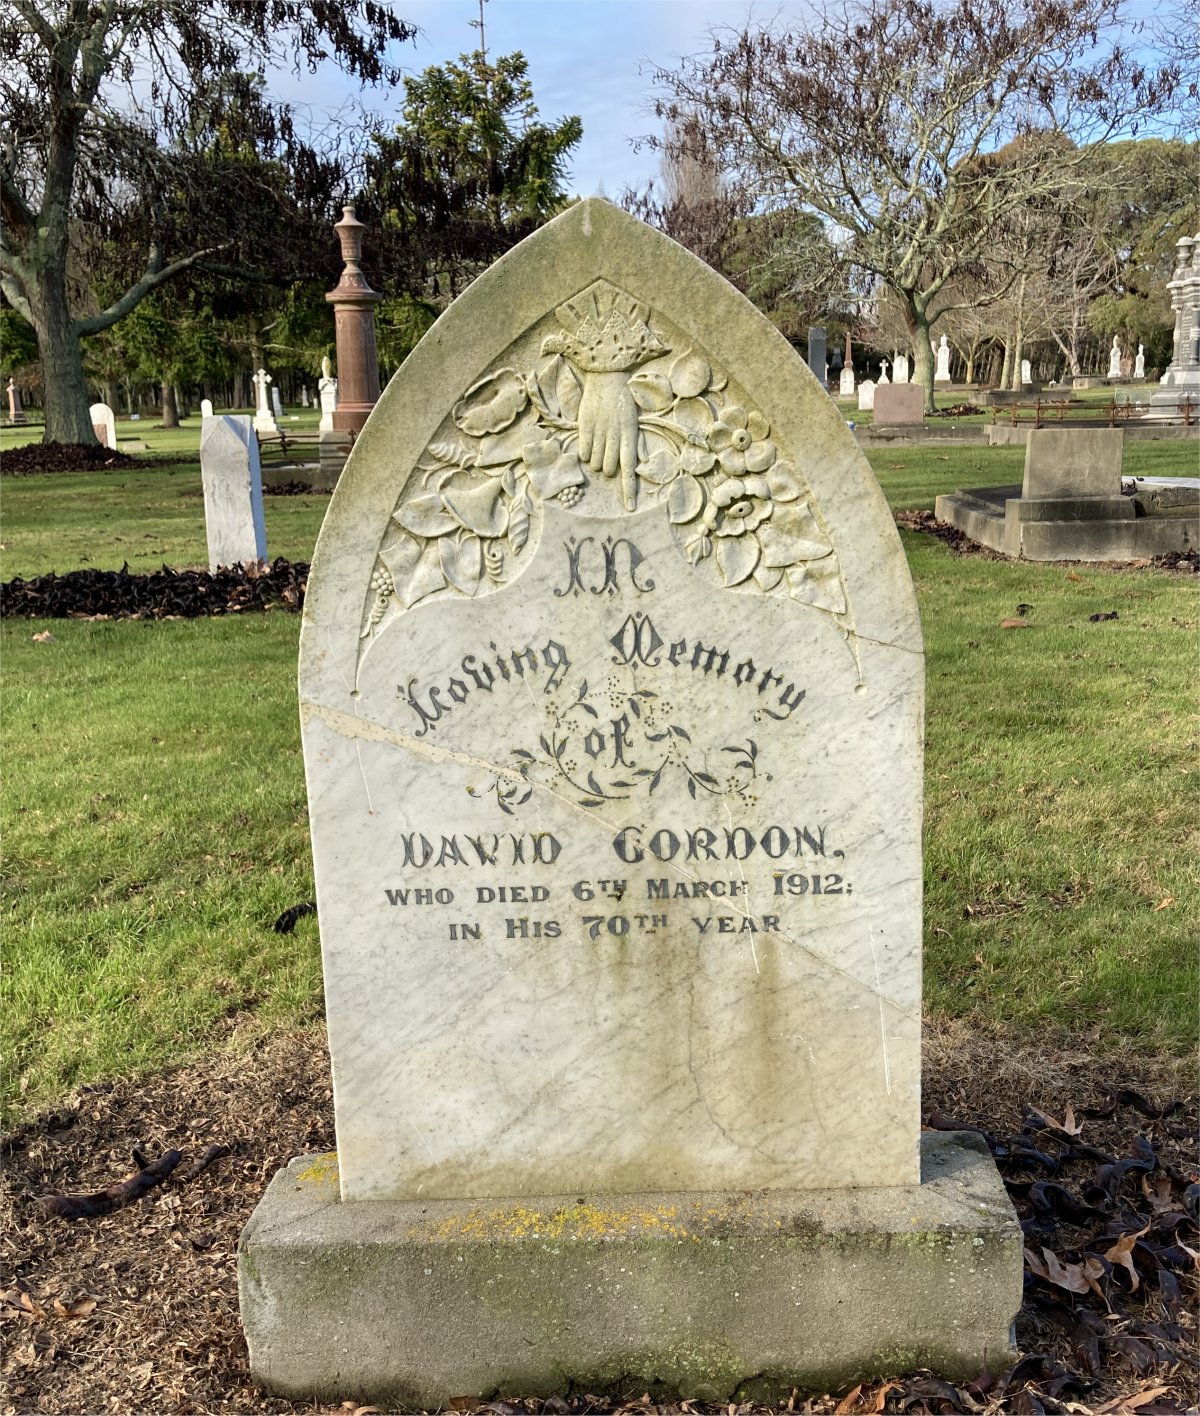 In
Loving Memory
of
DAVID GORDON,
WHO DIED 6TH MARCH 1912;
IN HIS 70TH YEAR